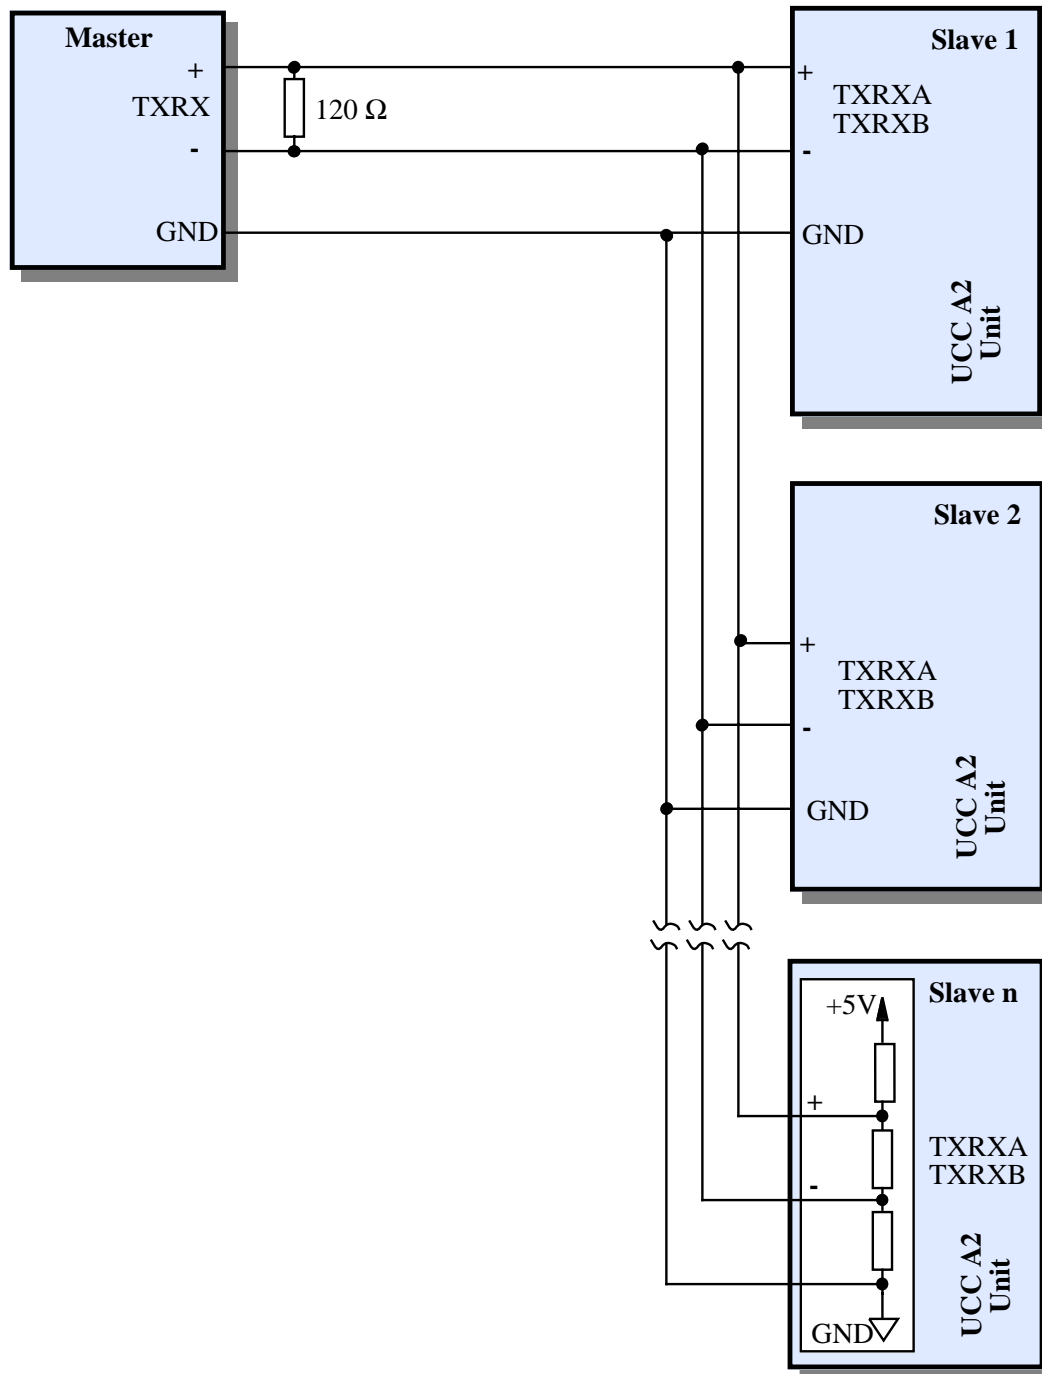 Master
+
TXRX
-
GND
120 Ω
Slave 1
+
TXRXA
TXRXB
-
GND
UCC A2
Unit
Slave 2
+
TXRXA
TXRXB
-
GND
UCC A2
Unit
Slave n
+5V
+
-
TXRXA
TXRXB
GND
UCC A2
Unit